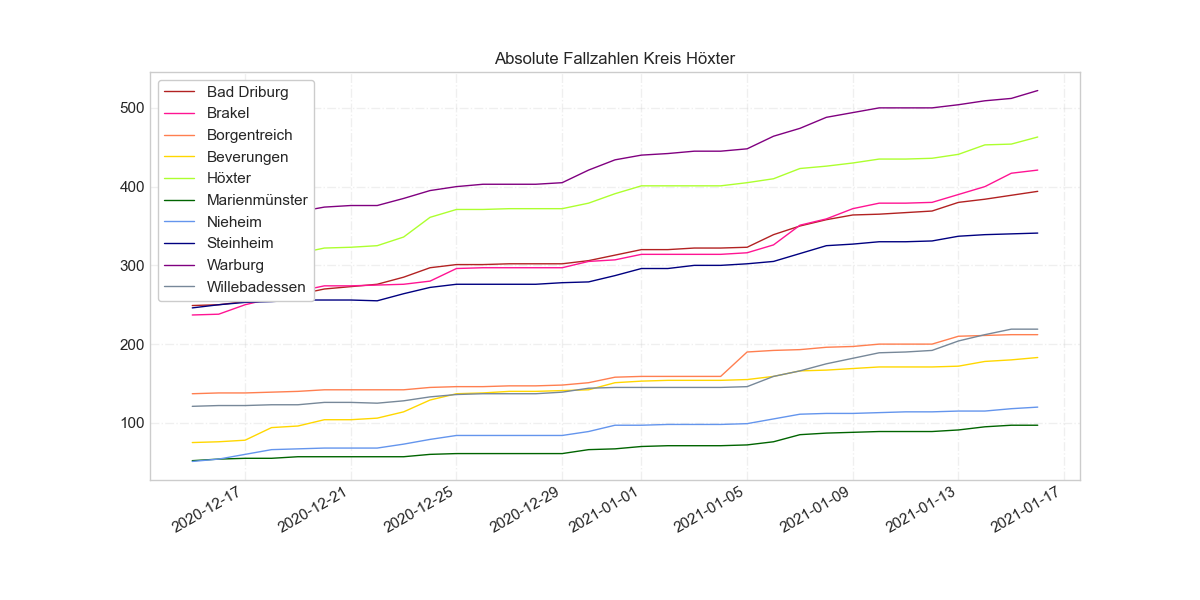 Absolute Fallzahlen Kreis Höxter
Bad Driburg
Brakel
Borgentreich
Beverungen
Höxter
Marienmünster
Nieheim
Steinheim
Warburg
Willebadessen
500
400
300
200
100
2020-12-17
2020-12-21
2020-12-25
2020-12-29
2021-01-01
2021-01-05
2021-01-09
2021-01-13
2021-01-17